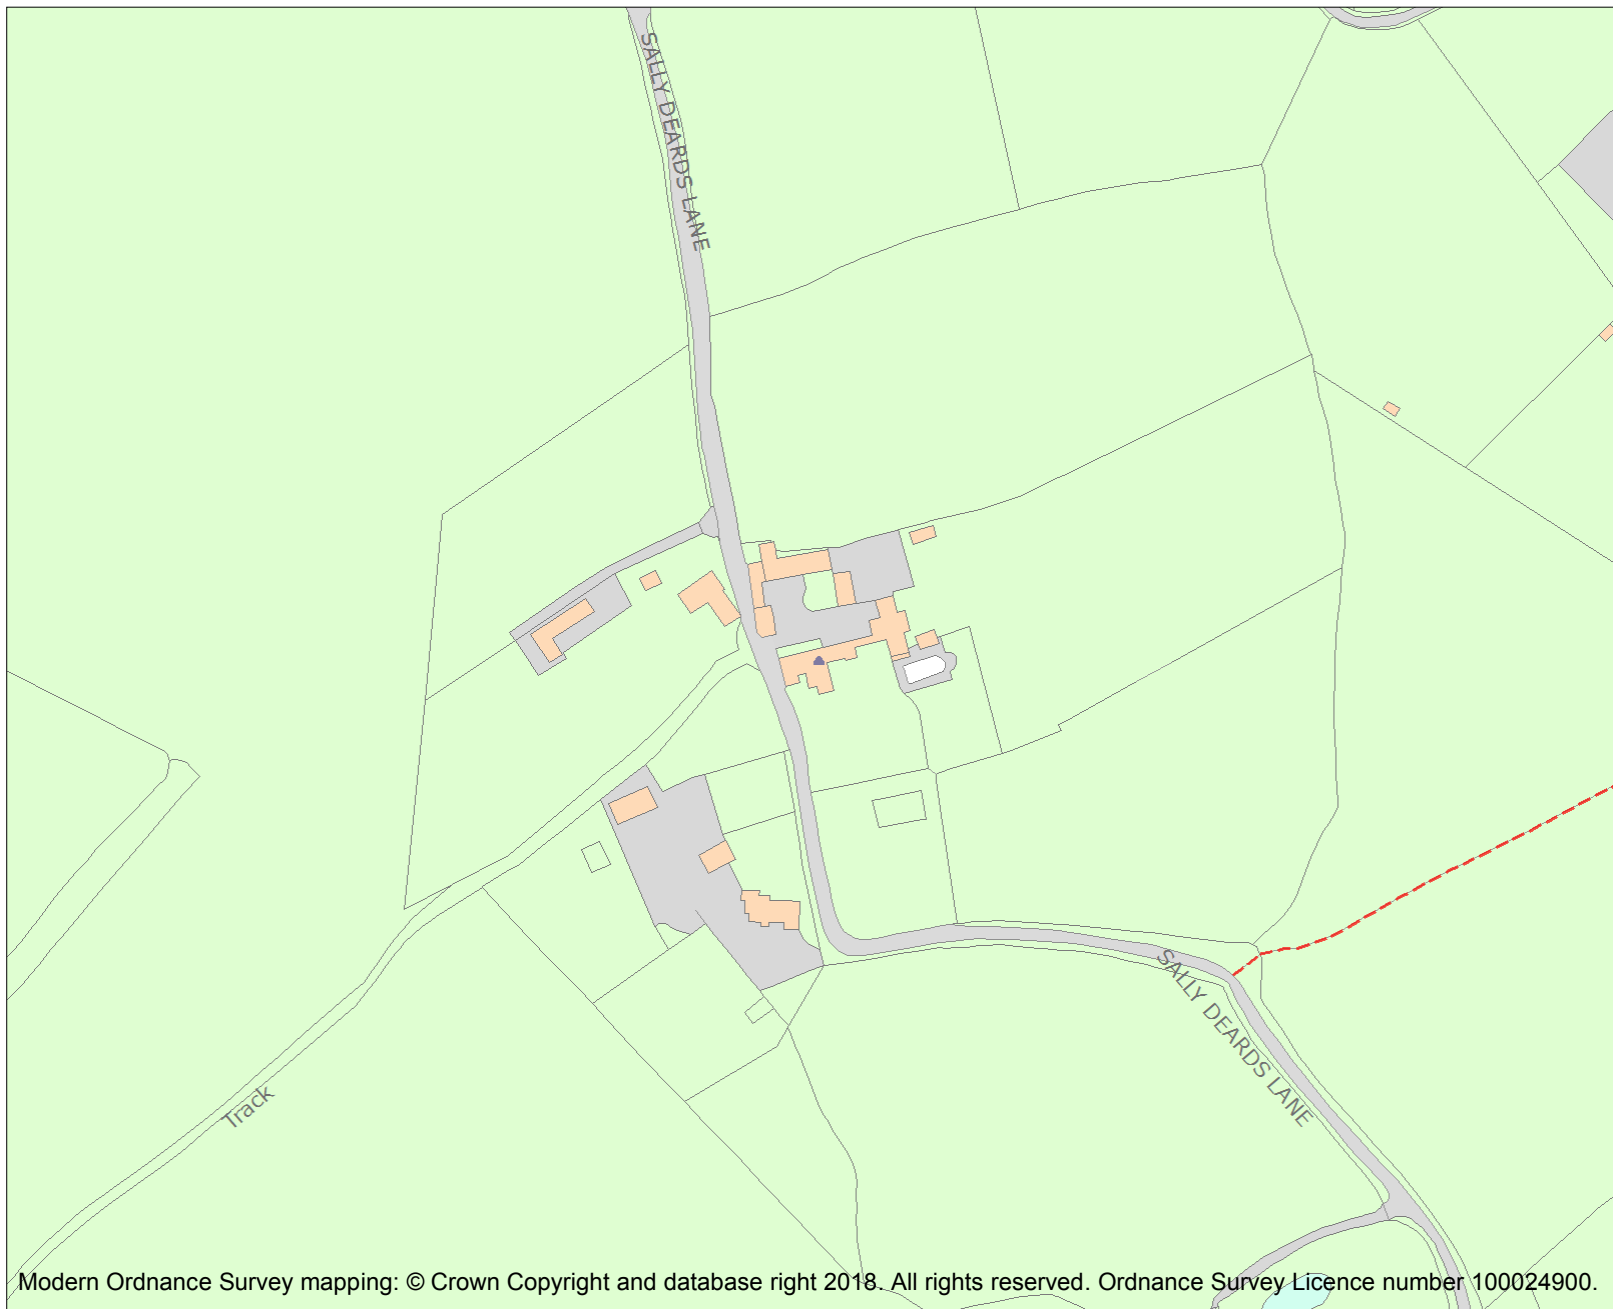 SALLY DEARDS LANE
SALLY DEARDS LANE
Track
Modern Ordnance Survey mapping: © Crown Copyright and database right 2018. All rights reserved. Ordnance Survey Licence number 100024900.